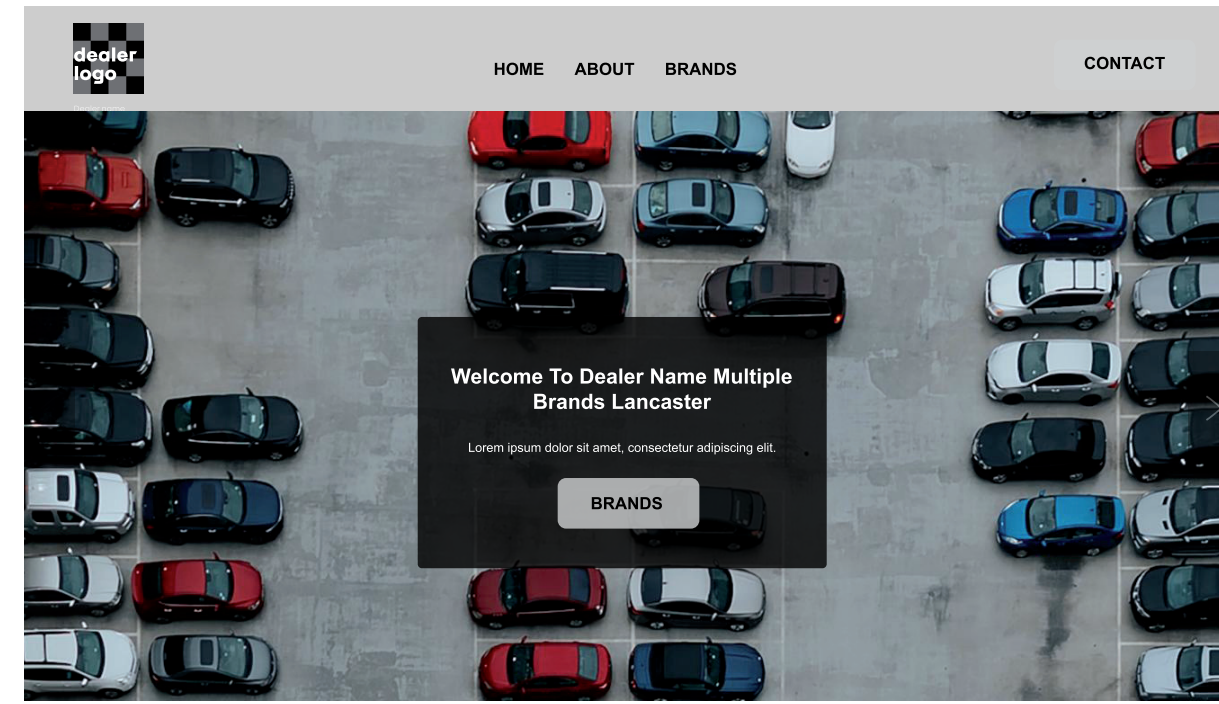 dealer
logo
HOME ABOUT BRANDS
CONTACT
Welcome To Dealer Name Multiple
Brands Lancaster
Lorem ipsum dolor sit amet, consectetur adipiscing elit.
BRANDS